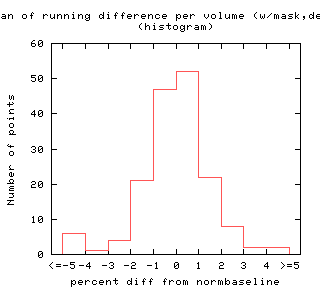 an of running difference per volume (w/mask,de
(histogram)
60
50
40
30
20
10
0
Number of points
<=-5 -4 -3 -2 -1 0 1 2 3 4 >=5
percent diff from normbaseline